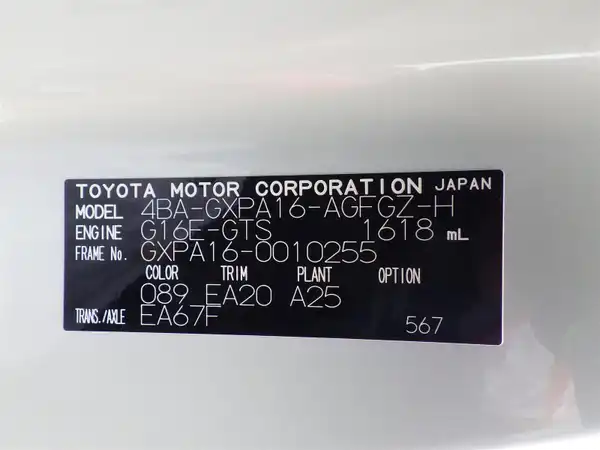 TOYOTA MOTOR CORPORATION JAPAN
MODEL 4BA-GXPA16-AGFGZ-H
ENGINE G16E-GTS 1618 mL
FRAME No. GXPA16-0010255
COLOR TRIM PLANT OPTION
089 EA20 A25
TRANS./AXLE EA67F
567